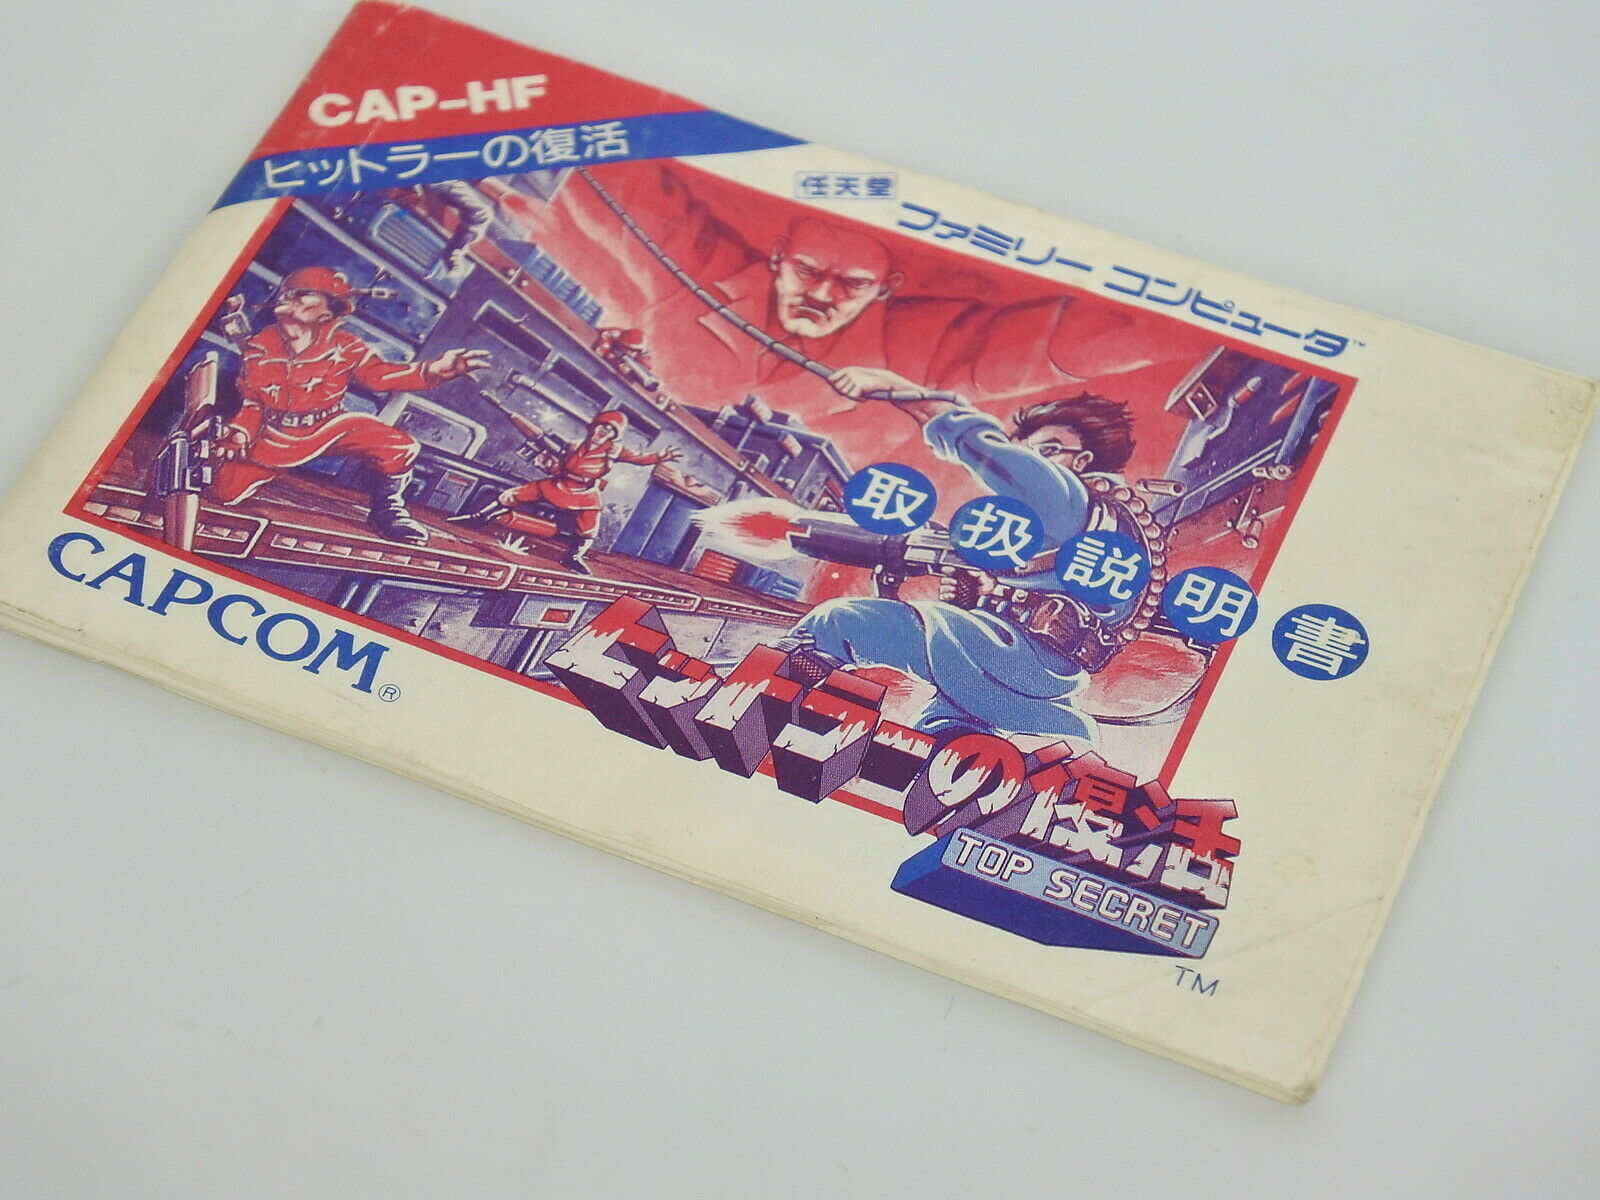 CAP-HF
ヒットラーの復活
任天堂
ファミリー コンピュータ™
取扱説明書
CAPCOM®
ヒットラーの復活
TOP SECRET
TM